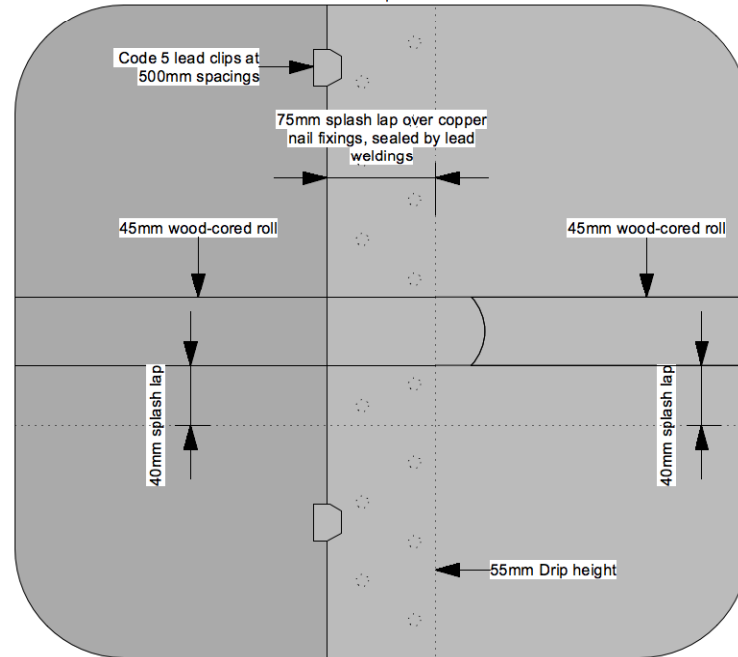 Code 5 lead clips at
500mm spacings
75mm splash lap over copper
nail fixings, sealed by lead
weldings
45mm wood-cored roll
45mm wood-cored roll
40mm splash lap
40mm splash lap
55mm Drip height